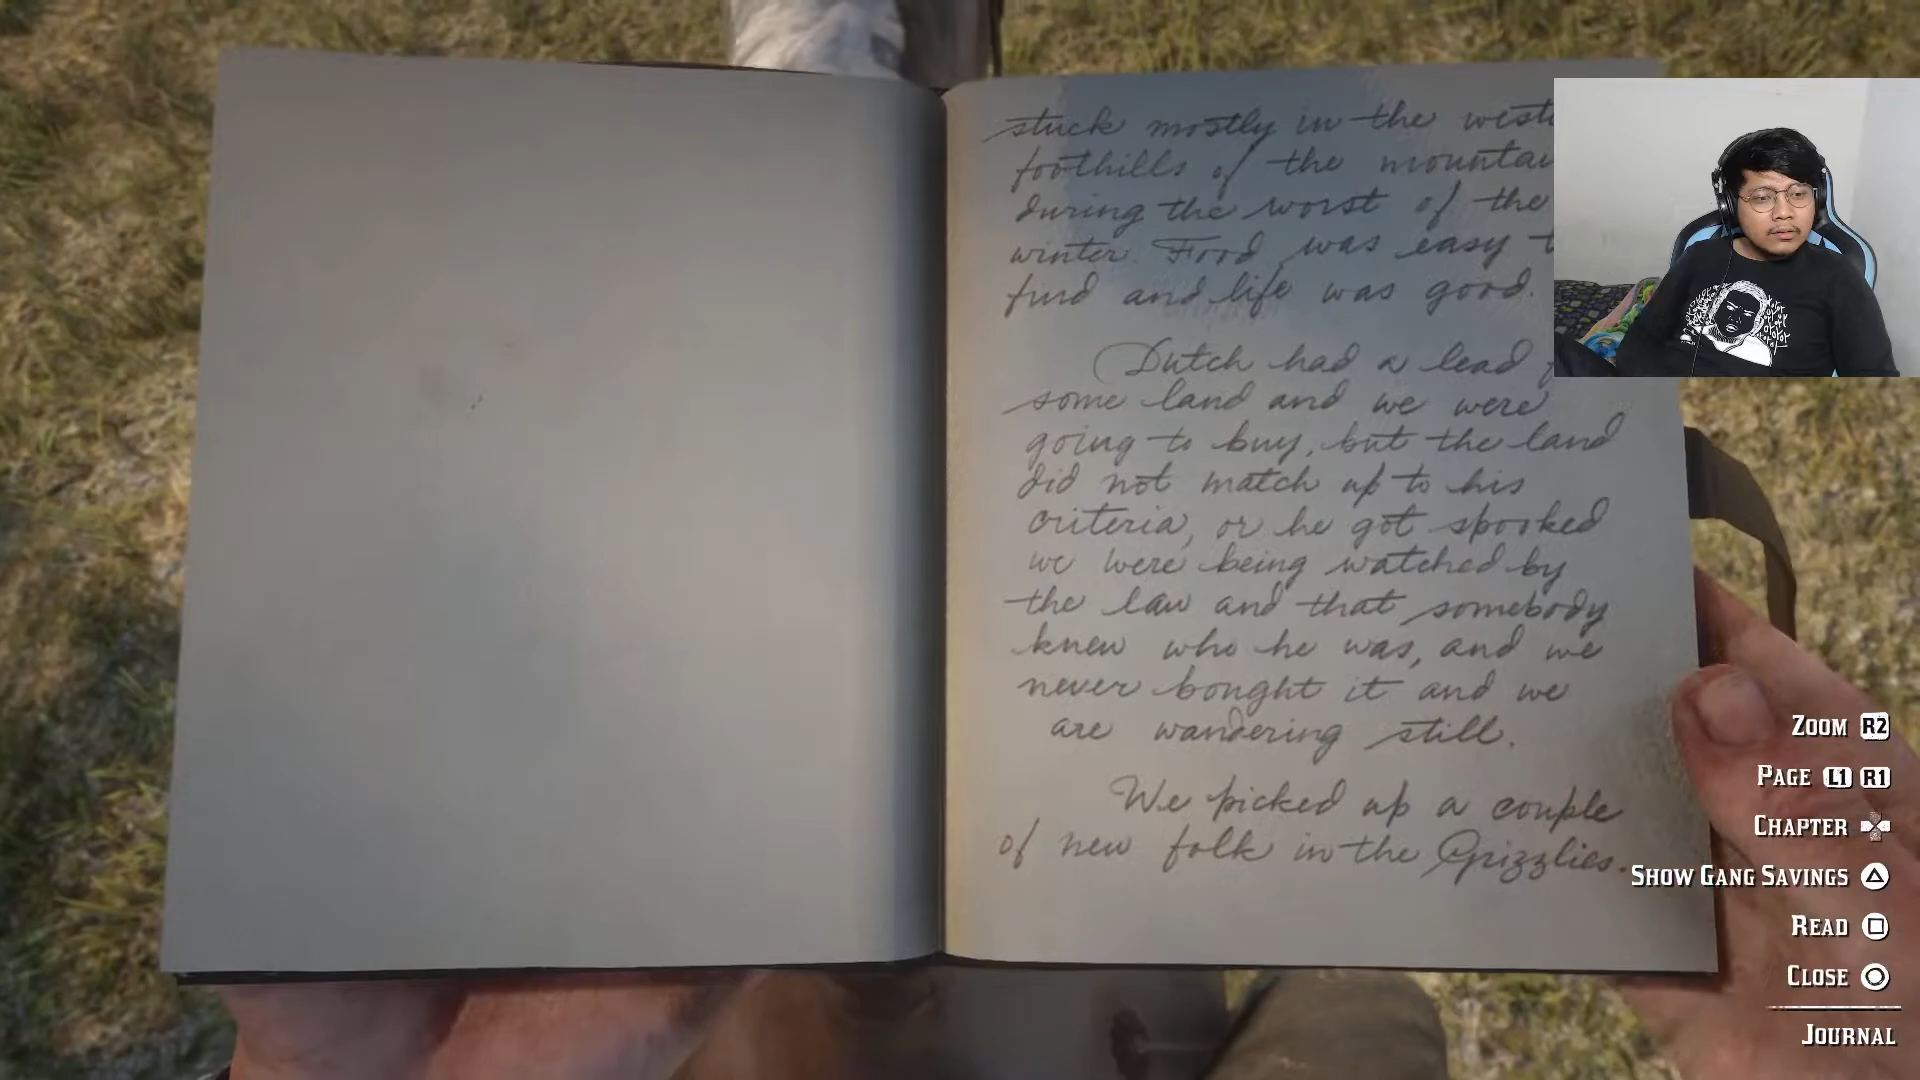 stuck mostly in the
foothills of the
during the worst of the
winter. Food was easy
find and life was good.
Dutch had a lead
some land and we were
going to buy, but the land
did not match up to his
criteria, or he got spooked
we were being watched by
the law and that somebody
knew who he was, and we
never bought it and we
are wandering still.
We picked up a couple
of new folk in the Grizzlies.
ZOOM R2
PAGE L1 R1
CHAPTER
SHOW GANG SAVINGS
READ
CLOSE
JOURNAL